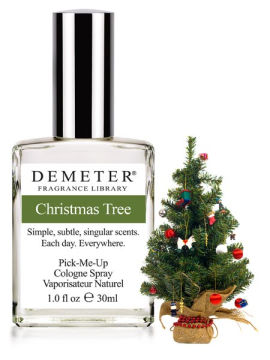 DEMETER®
FRAGRANCE LIBRARY
Christmas Tree
Simple, subtle, singular scents.
Each day. Everywhere.
Pick-Me-Up
Cologne Spray
Vaporisateur Naturel
1.0 fl oz ℮ 30ml